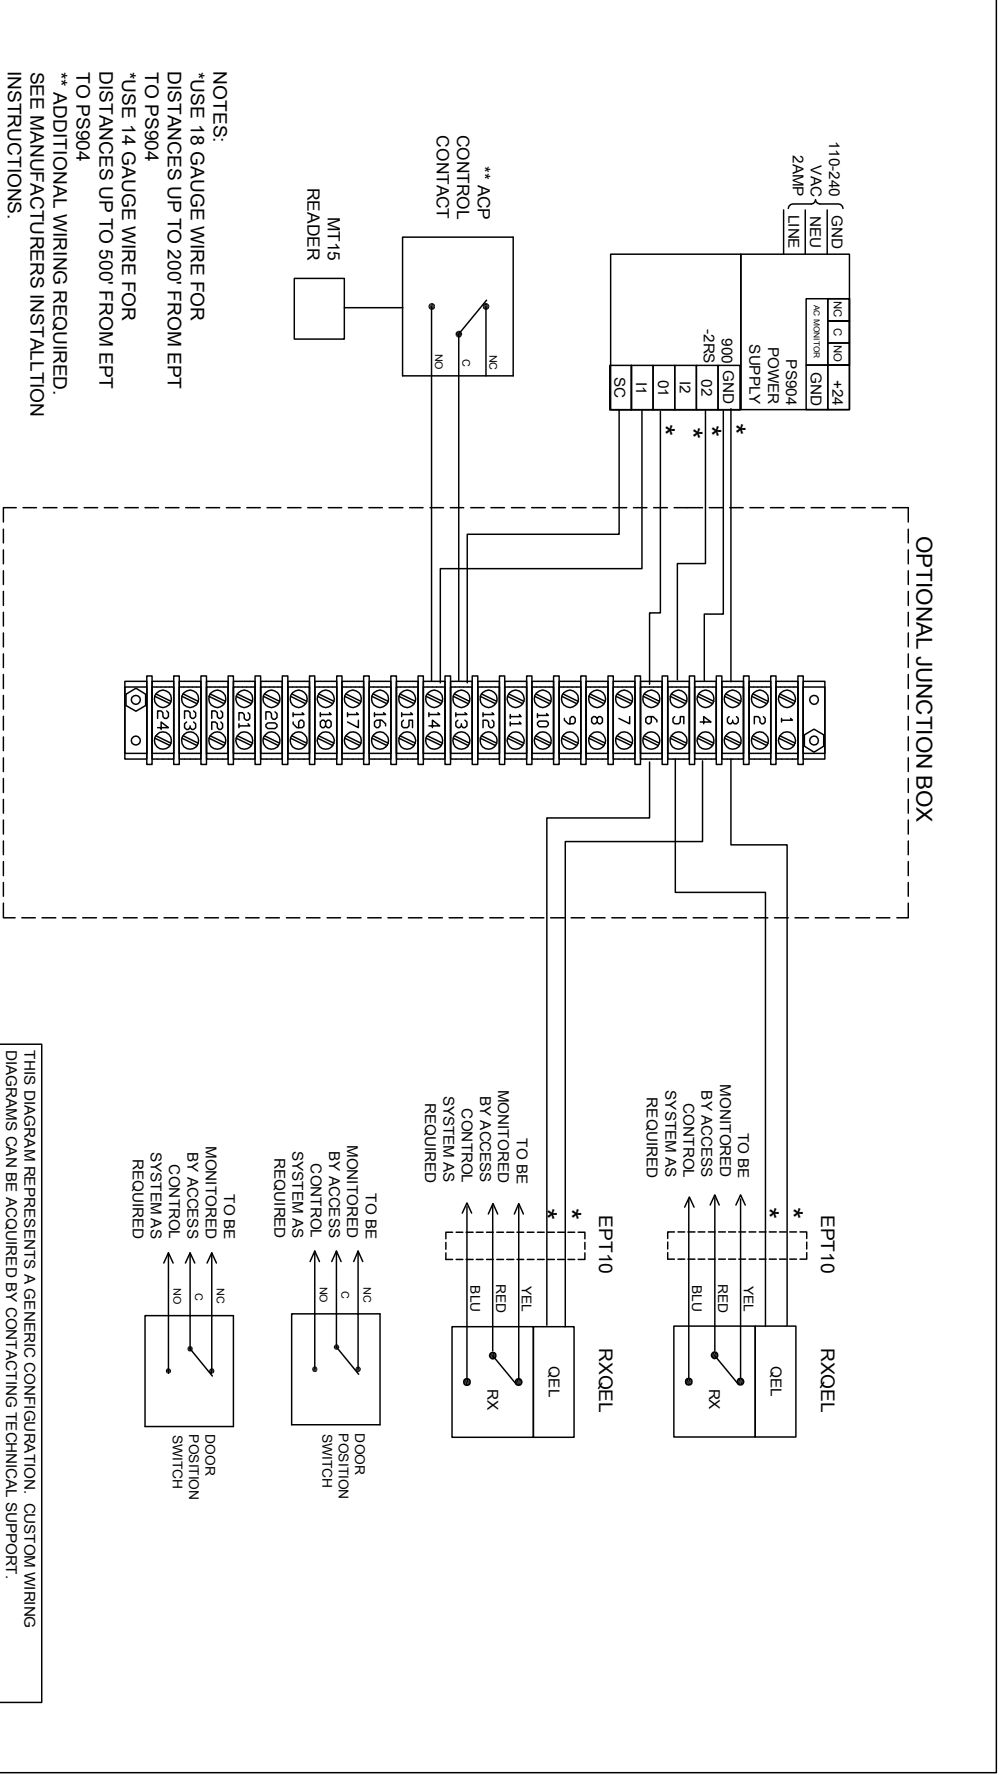 OPTIONAL JUNCTION BOX
110-240
VAC
2AMP
GND
NEU
LINE
NC
C
NO
AC MONITOR
+24
GND
PS904
POWER
SUPPLY
900
-2RS
GND
02
I2
01
I1
SC
*
*
*
*
** ACP
CONTROL
CONTACT
NC
C
NO
MT15
READER
1
2
3
4
5
6
7
8
9
10
11
12
13
14
15
16
17
18
19
20
21
22
23
24
EPT10
RXQEL
*
*
TO BE
MONITORED
BY ACCESS
CONTROL
SYSTEM AS
REQUIRED
YEL
RED
BLU
QEL
RX
EPT10
RXQEL
*
*
TO BE
MONITORED
BY ACCESS
CONTROL
SYSTEM AS
REQUIRED
YEL
RED
BLU
QEL
RX
TO BE
MONITORED
BY ACCESS
CONTROL
SYSTEM AS
REQUIRED
NC
C
NO
DOOR
POSITION
SWITCH
TO BE
MONITORED
BY ACCESS
CONTROL
SYSTEM AS
REQUIRED
NC
C
NO
DOOR
POSITION
SWITCH
NOTES:
*USE 18 GAUGE WIRE FOR
DISTANCES UP TO 200' FROM EPT
TO PS904
*USE 14 GAUGE WIRE FOR
DISTANCES UP TO 500' FROM EPT
TO PS904
** ADDITIONAL WIRING REQUIRED.
SEE MANUFACTURERS INSTALLTION
INSTRUCTIONS.
THIS DIAGRAM REPRESENTS A GENERIC CONFIGURATION. CUSTOM WIRING
DIAGRAMS CAN BE ACQUIRED BY CONTACTING TECHNICAL SUPPORT.